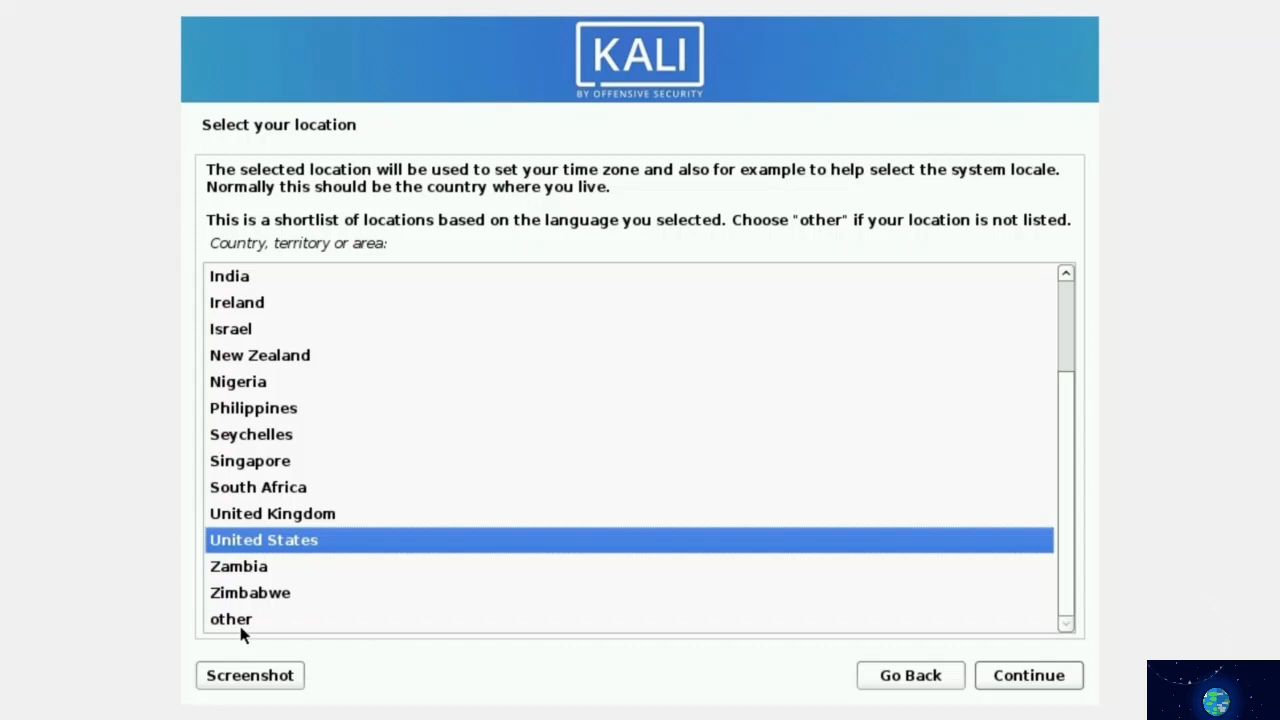 KALI
BY OFFENSIVE SECURITY
Select your location
The selected location will be used to set your time zone and also for example to help select the system locale.
Normally this should be the country where you live.
This is a shortlist of locations based on the language you selected. Choose "other" if your location is not listed.
Country, territory or area:
India
Ireland
Israel
New Zealand
Nigeria
Philippines
Seychelles
Singapore
South Africa
United Kingdom
United States
Zambia
Zimbabwe
other
Screenshot
Go Back
Continue